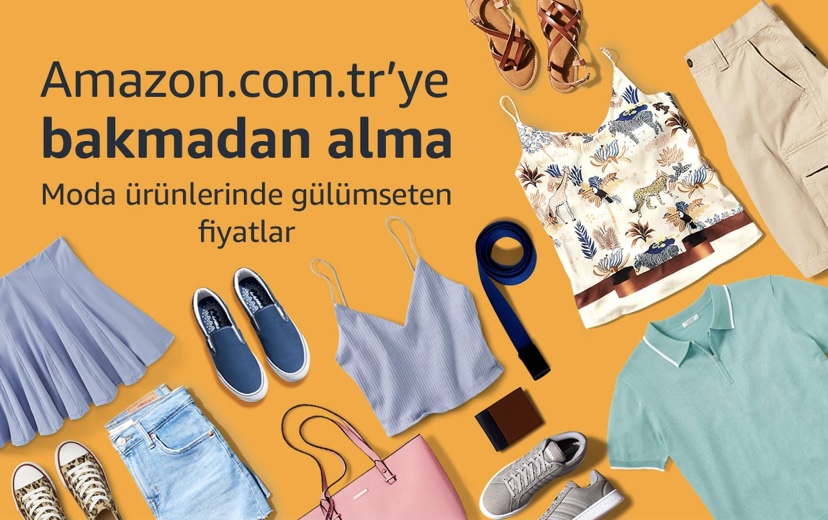 Amazon.com.tr’ye
bakmadan alma
Moda ürünlerinde gülümseten
fiyatlar